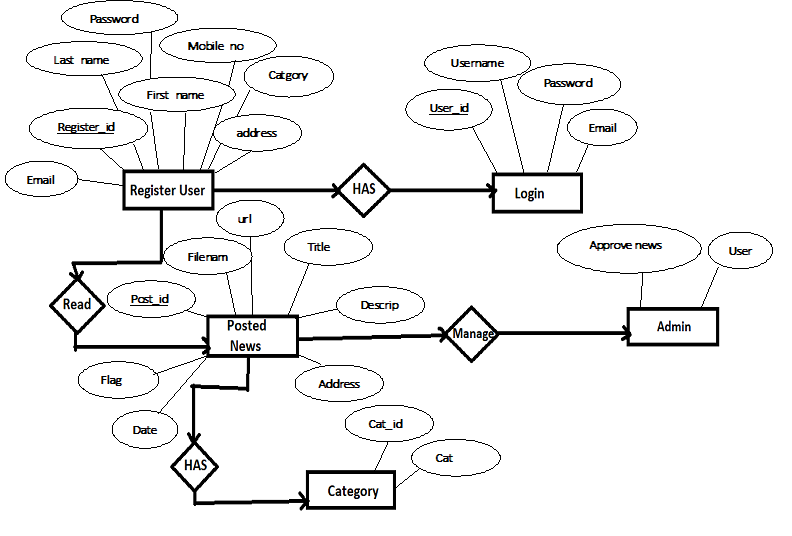 Password
Last name
Mobile no
Catgory
First name
Register_id
address
Email
Register User
HAS
Username
Password
User_id
Email
Login
url
Filenam
Title
Read
Post_id
Descrip
Posted
News
Manage
Approve news
User
Admin
Flag
Address
Date
HAS
Cat_id
Cat
Category